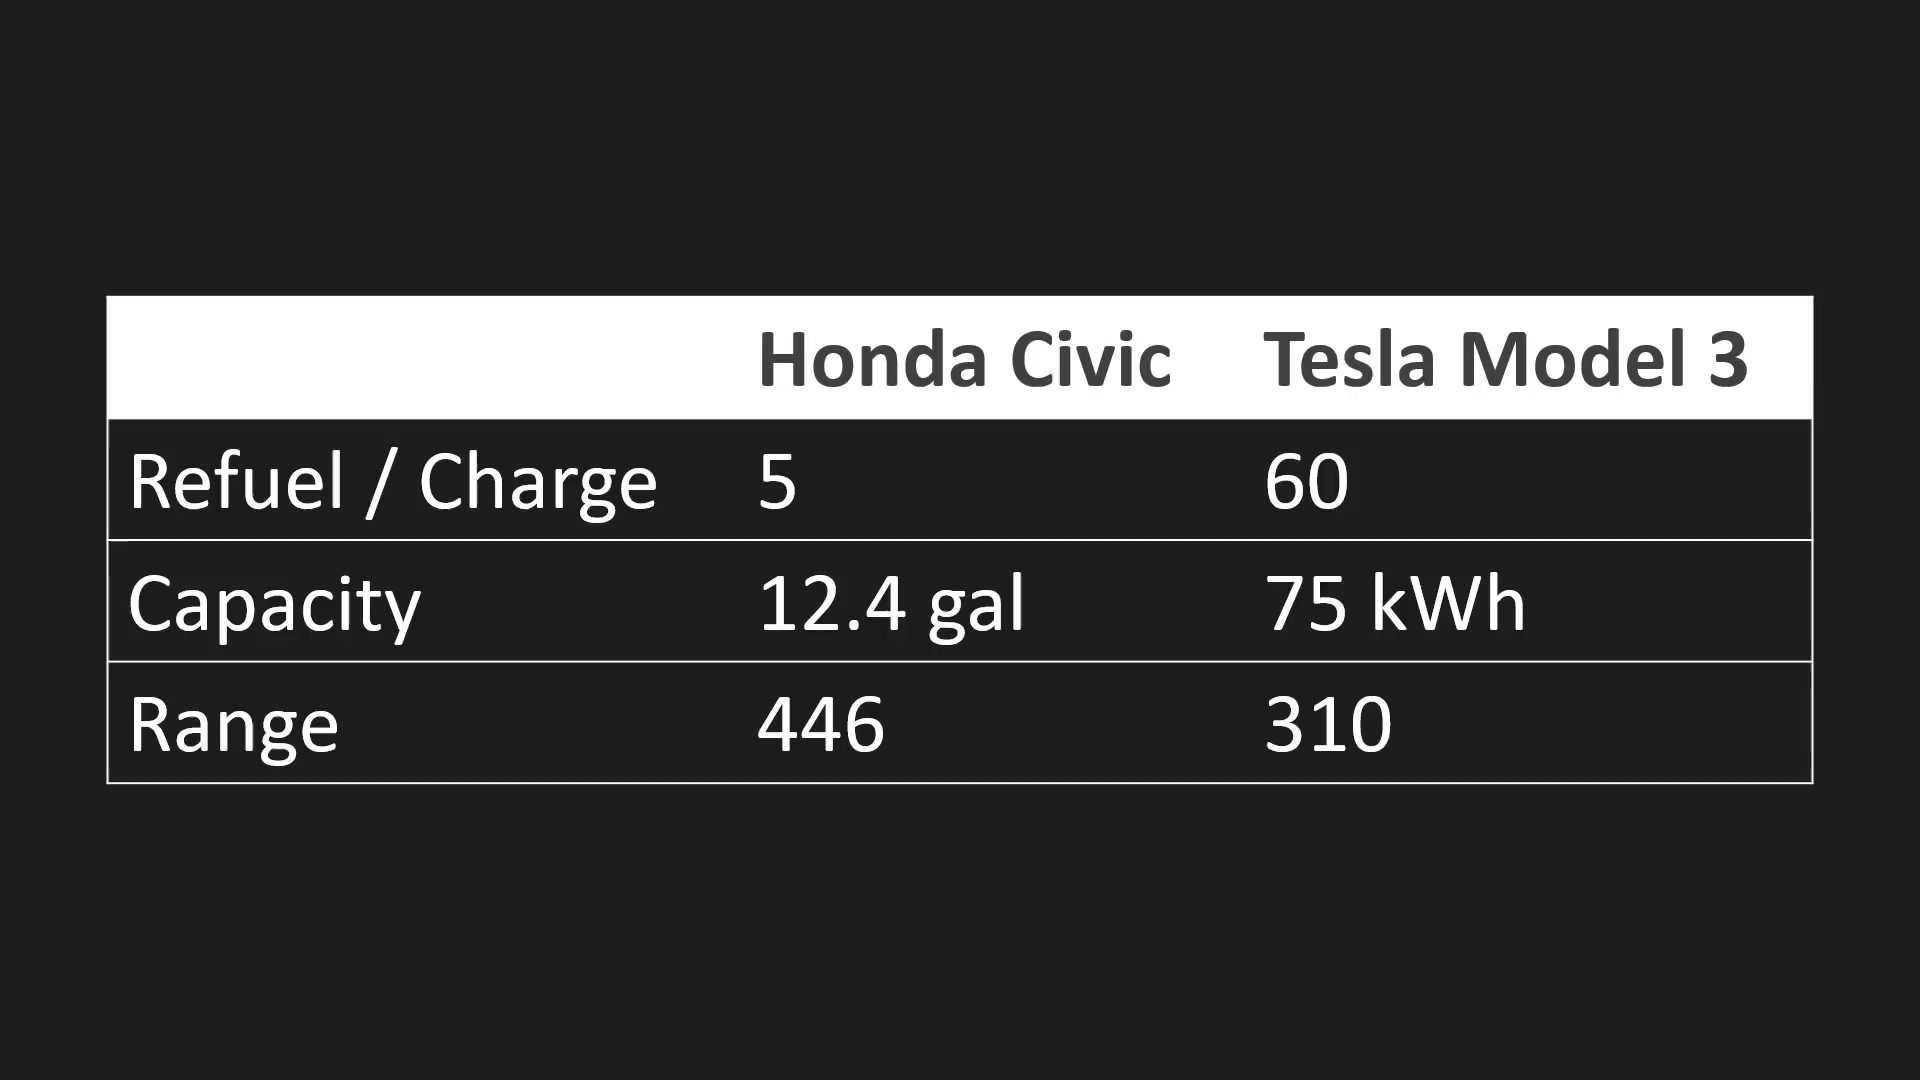 Honda Civic Tesla Model 3
Refuel / Charge 5 60
Capacity 12.4 gal 75 kWh
Range 446 310